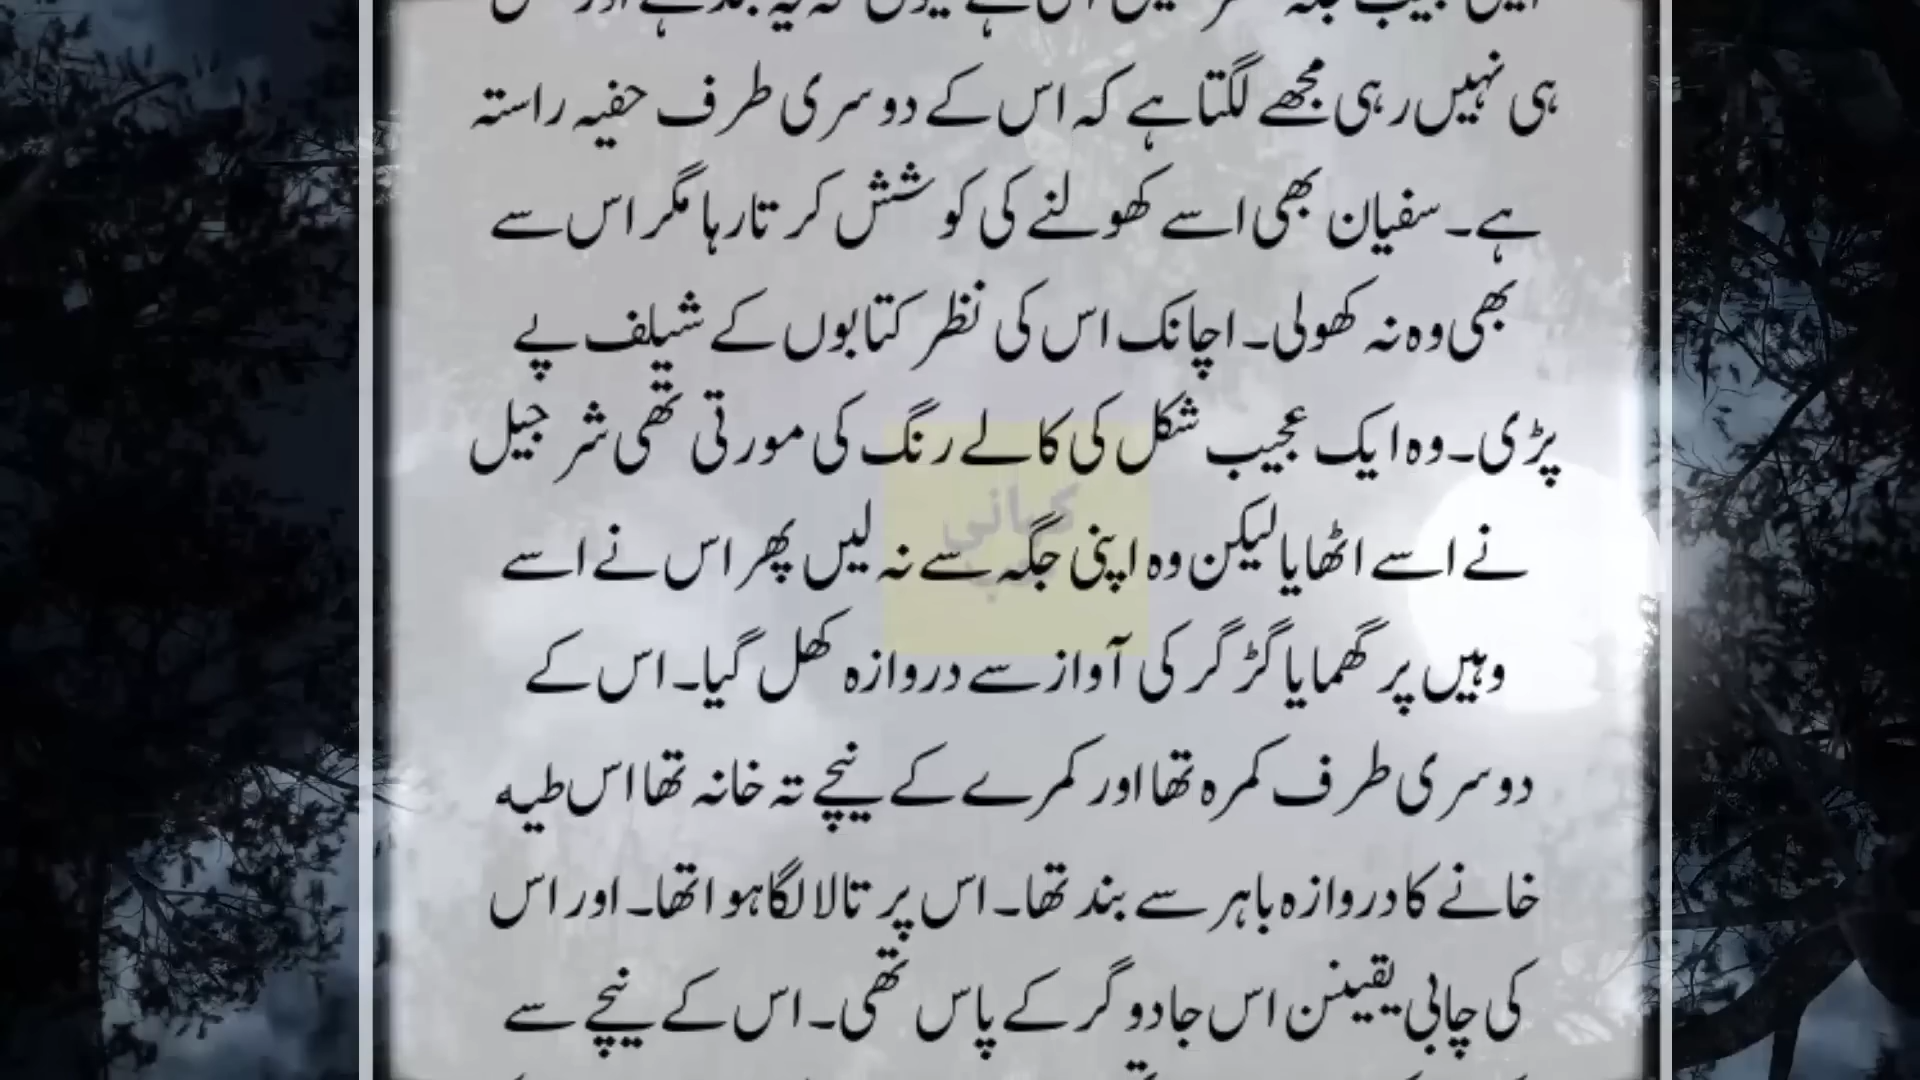 ہی نہیں رہی مجھے لگتا ہے کہ اس کے دوسری طرف حفیہ راستہ
ہے۔ سفیان بھی اسے کھولنے کی کوشش کرتا رہا مگر اس سے
بھی وہ نہ کھولی۔ اچانک اس کی نظر کتابوں کے شیلف پے
پڑی۔ وہ ایک عجیب شکل کی کالے رنگ کی مورتی تھی شرجیل
نے اسے اٹھایا لیکن وہ اپنی جگہ سے نہ لیں پھر اس نے اسے
وہیں پر گھمایا گڑگر کی آواز سے دروازہ کھل گیا۔ اس کے
دوسری طرف کمرہ تھا اور کمرے کے نیچے تہ خانہ تھا اس طیه
خانے کا دروازہ باہر سے بند تھا۔ اس پر تالا لگا ہوا تھا۔ اور اس
کی چابی یقینن اس جادوگر کے پاس تھی۔ اس کے نیچے سے
کہانی